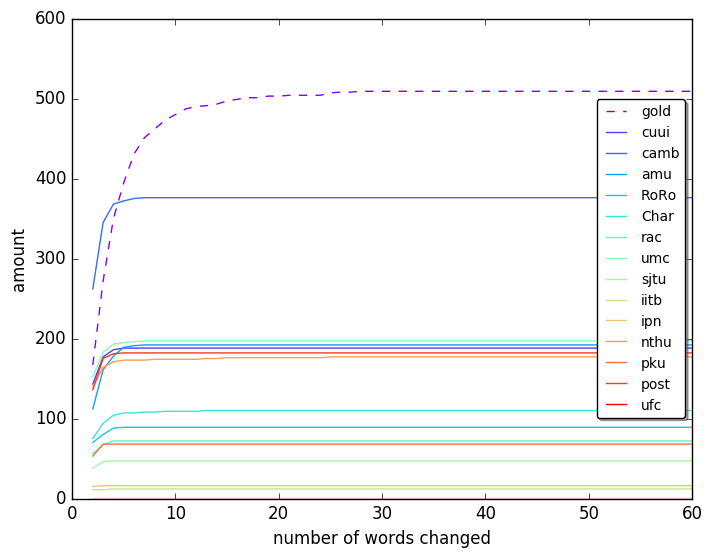 600
500
400
300
200
100
0
amount
0 10 20 30 40 50 60
number of words changed
gold
cuui
camb
amu
RoRo
Char
rac
umc
sjtu
iitb
ipn
nthu
pku
post
ufc